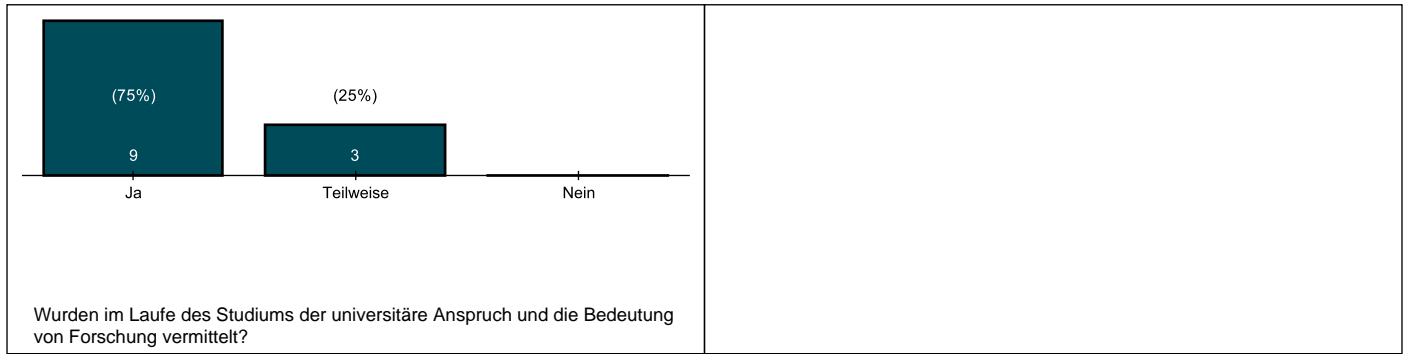 (75%) (25%)
9 3
Ja Teilweise Nein
Wurden im Laufe des Studiums der universitäre Anspruch und die Bedeutung
von Forschung vermittelt?